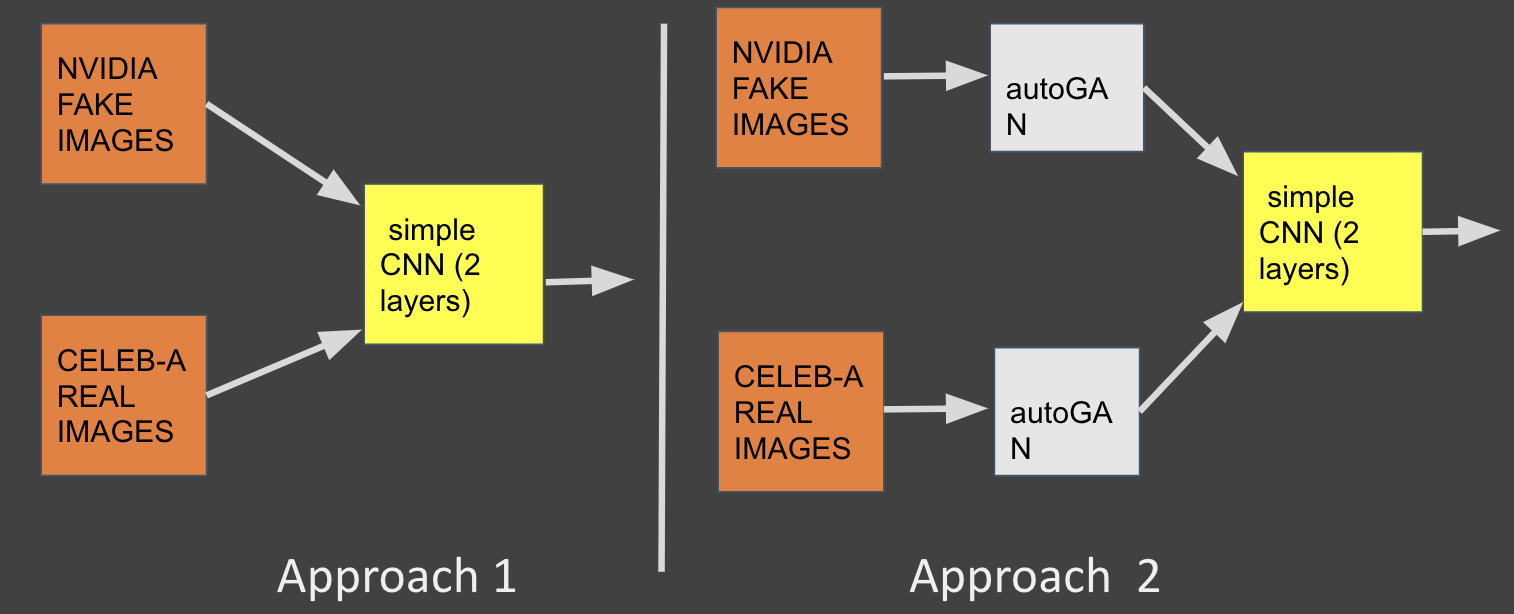 NVIDIA
FAKE
IMAGES
simple
CNN (2
layers)
CELEB-A
REAL
IMAGES
Approach 1
NVIDIA
FAKE
IMAGES
autoGA
N
simple
CNN (2
layers)
CELEB-A
REAL
IMAGES
autoGA
N
Approach 2